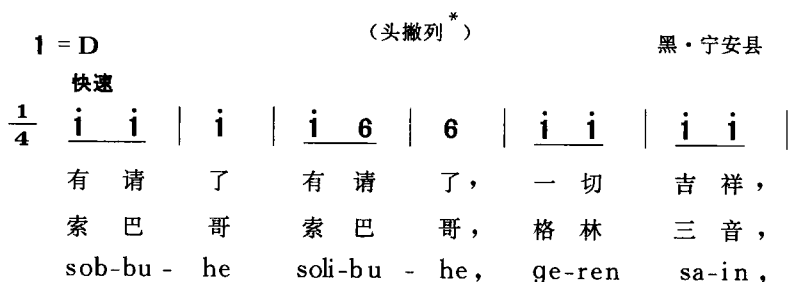 (头撇列*)
1=D 黑·宁安县
快速
1/4 i̇ i̇ | i̇ | i̇ 6 | 6 | i̇ i̇ | i̇ i̇ |
有 请 了 有 请 了， 一 切 吉 祥，
索 巴 哥 索 巴 哥， 格 林 三 音，
sob-bu - he soli-bu - he, ge-ren sa-in,